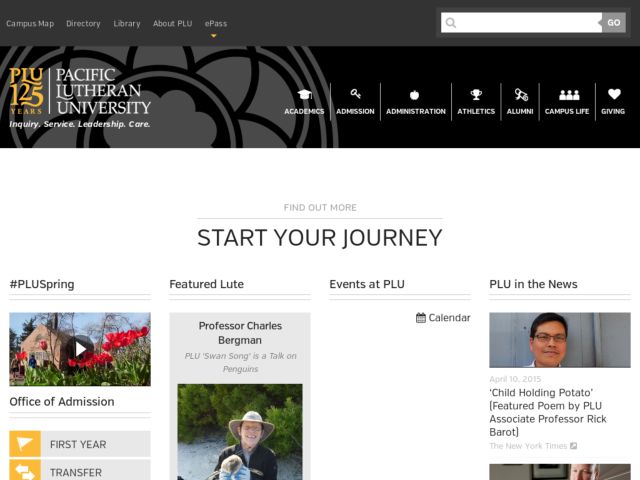 Campus Map
Directory
Library
About PLU
ePass
GO
PLU
125
YEARS
PACIFIC
LUTHERAN
UNIVERSITY
Inquiry. Service. Leadership. Care.
ACADEMICS
ADMISSION
ADMINISTRATION
ATHLETICS
ALUMNI
CAMPUS LIFE
GIVING
FIND OUT MORE
START YOUR JOURNEY
#PLUSpring
Office of Admission
FIRST YEAR
TRANSFER
Featured Lute
Professor Charles
Bergman
PLU 'Swan Song' is a Talk on
Penguins
Events at PLU
Calendar
PLU in the News
April 10, 2015
‘Child Holding Potato’
(Featured Poem by PLU
Associate Professor Rick
Barot)
The New York Times